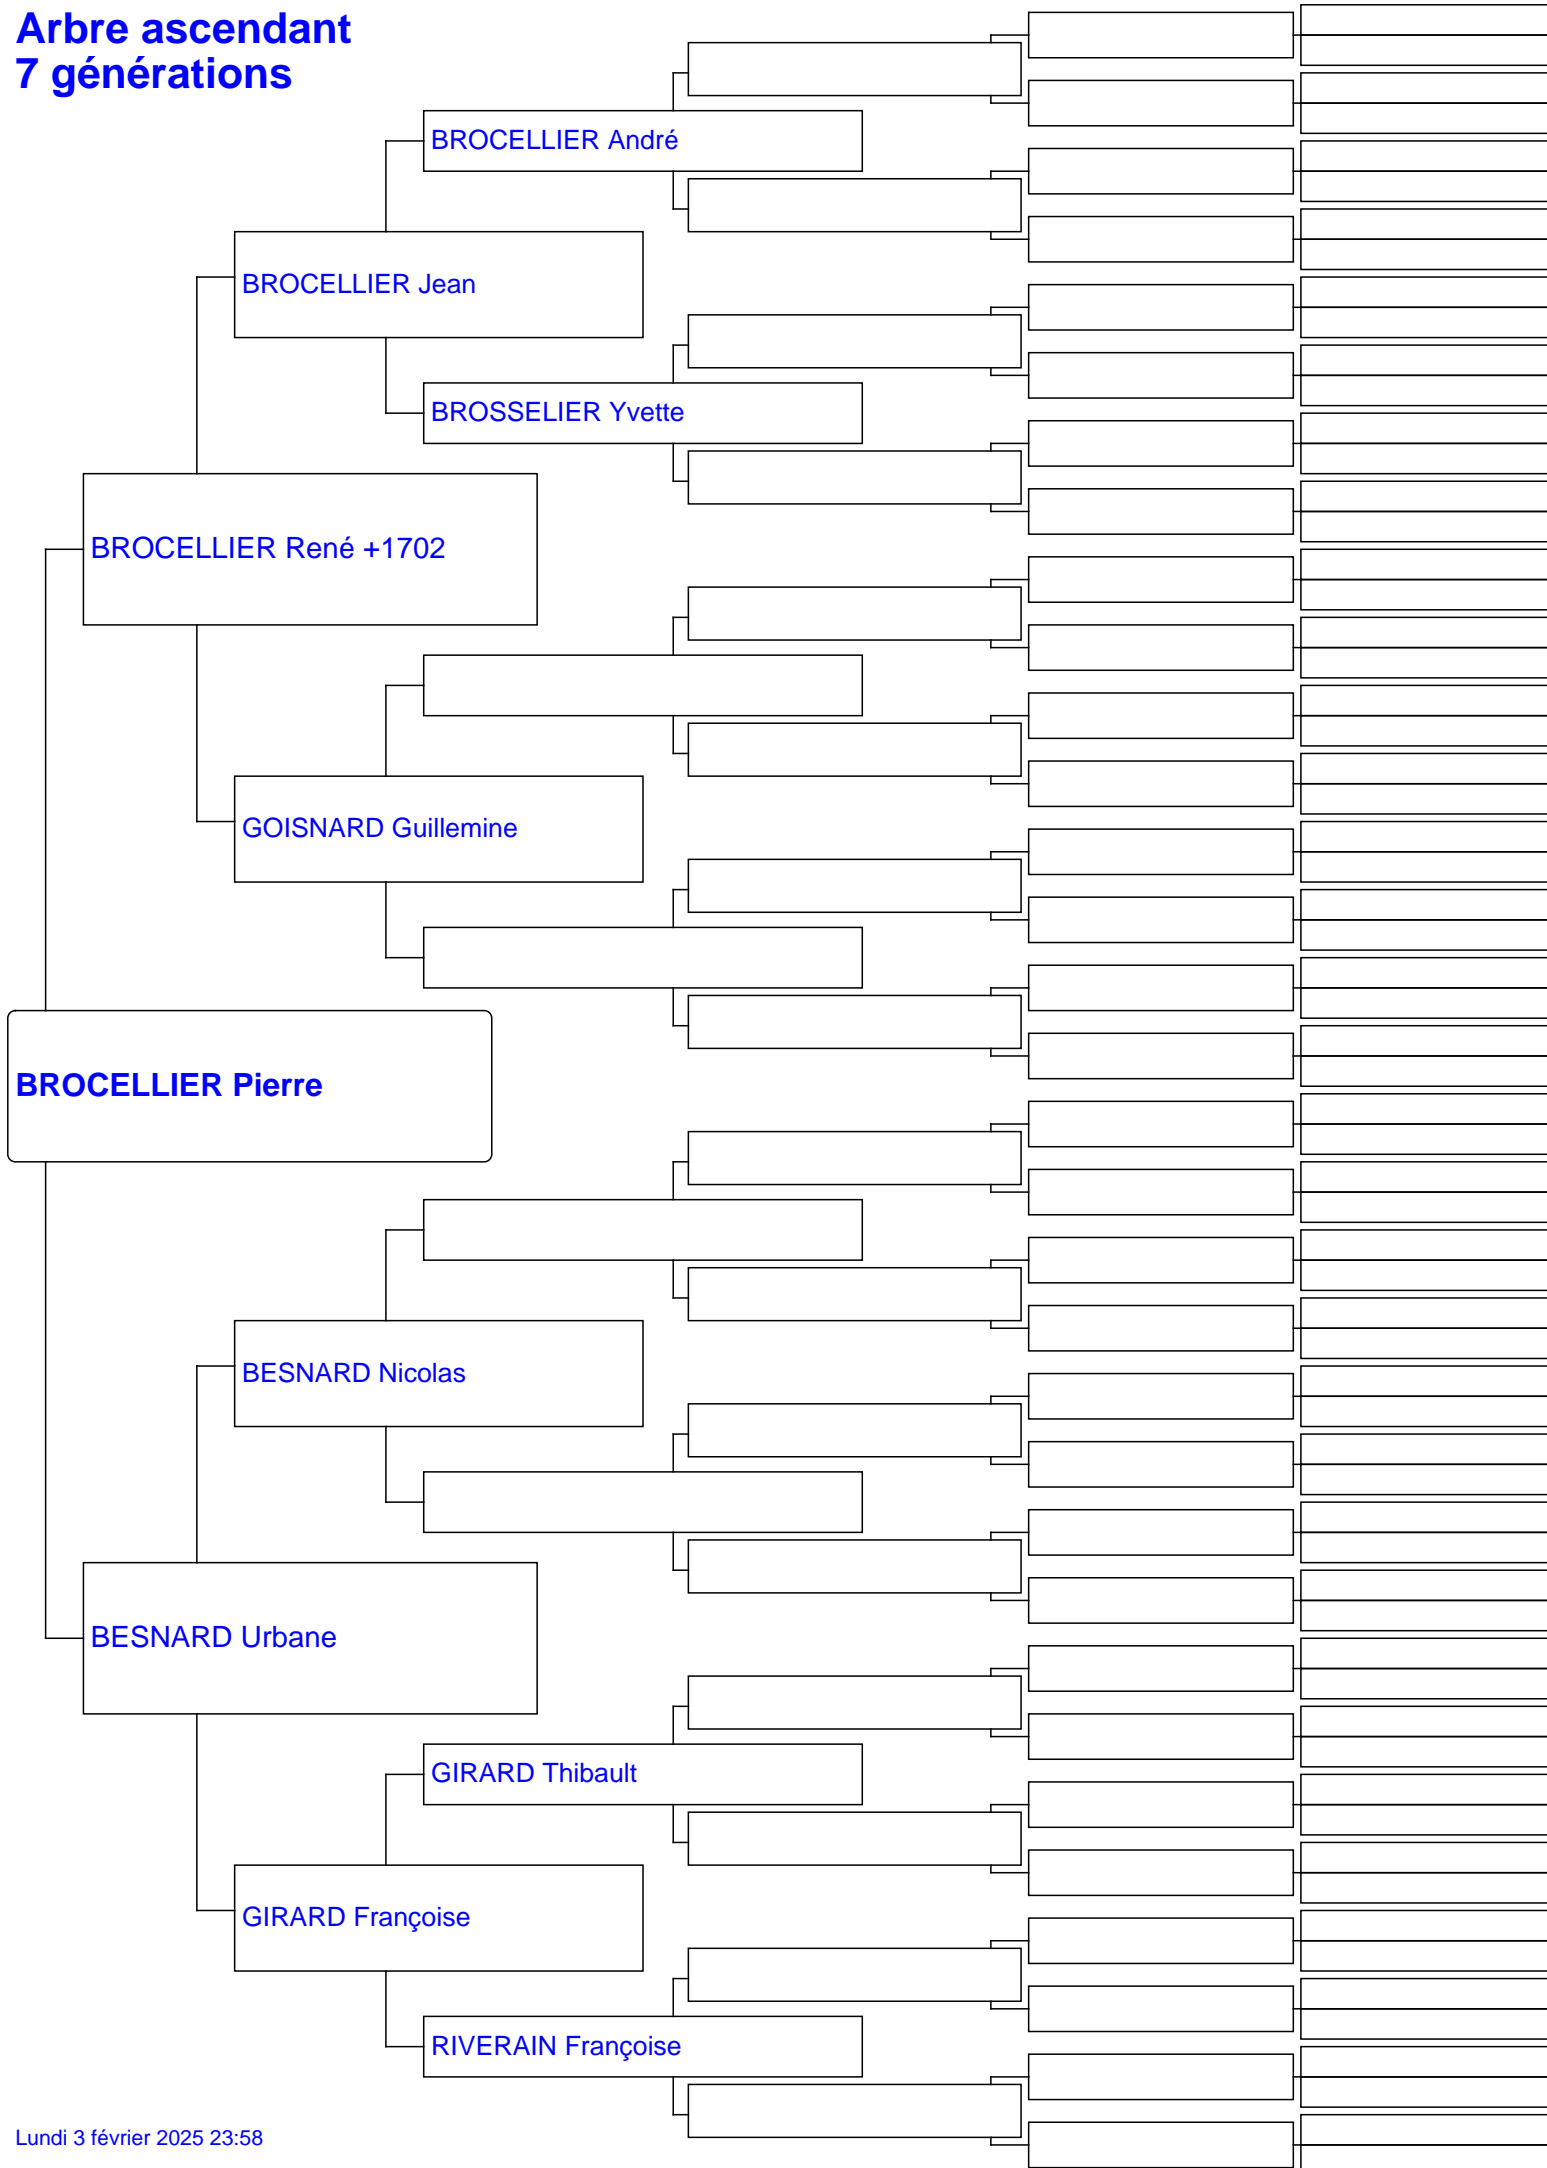 Arbre ascendant
7 générations
BROCELLIER André
BROCELLIER Jean
BROSSELIER Yvette
BROCELLIER René +1702
GOISNARD Guillemine
BROCELLIER Pierre
BESNARD Nicolas
BESNARD Urbane
GIRARD Thibault
GIRARD Françoise
RIVERAIN Françoise
Lundi 3 février 2025 23:58